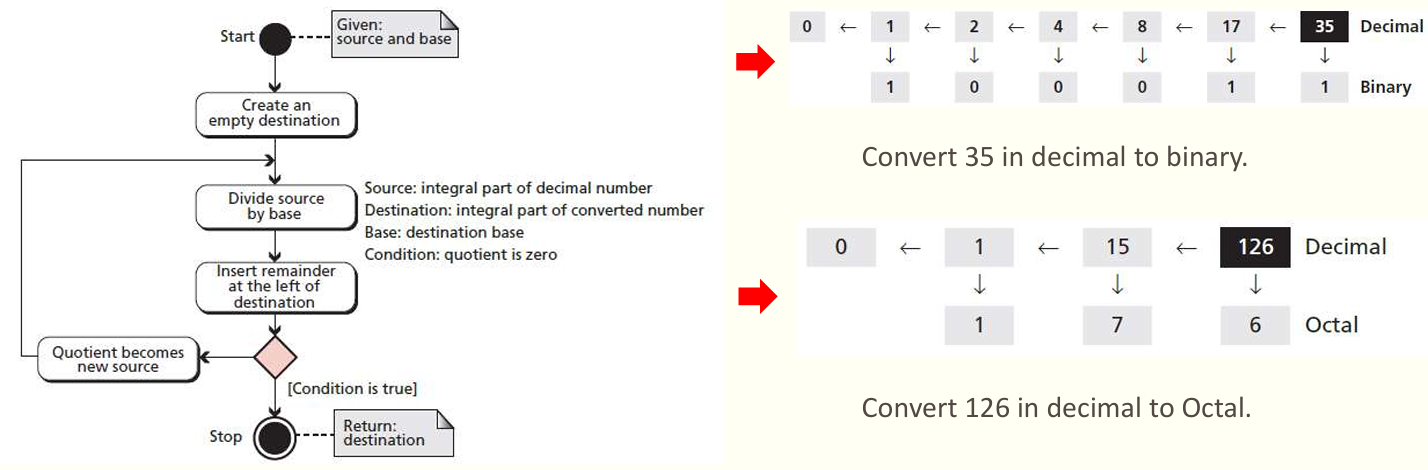 Start
Given:
source and base
Create an
empty destination
Divide source
by base
Source: integral part of decimal number
Destination: integral part of converted number
Base: destination base
Condition: quotient is zero
Insert remainder
at the left of
destination
Quotient becomes
new source
[Condition is true]
Stop
Return:
destination
0 ← 1 ← 2 ← 4 ← 8 ← 17 ← 35 Decimal
↓ ↓ ↓ ↓ ↓ ↓
1 0 0 0 1 1 Binary
Convert 35 in decimal to binary.
0 ← 1 ← 15 ← 126 Decimal
↓ ↓ ↓
1 7 6 Octal
Convert 126 in decimal to Octal.